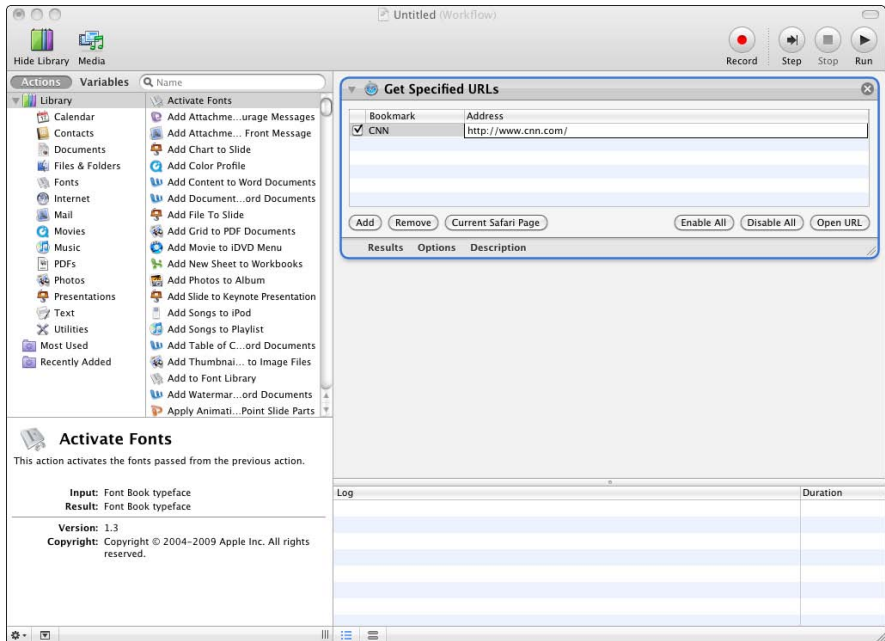 Untitled (Workflow)
Hide Library Media
Record Step Stop Run
Actions Variables Name
Library
Calendar
Contacts
Documents
Files & Folders
Fonts
Internet
Mail
Movies
Music
PDFs
Photos
Presentations
Text
Utilities
Most Used
Recently Added
Activate Fonts
Add Attachme...urage Messages
Add Attachme... Front Message
Add Chart to Slide
Add Color Profile
Add Content to Word Documents
Add Document...ord Documents
Add File To Slide
Add Grid to PDF Documents
Add Movie to iDVD Menu
Add New Sheet to Workbooks
Add Photos to Album
Add Slide to Keynote Presentation
Add Songs to iPod
Add Songs to Playlist
Add Table of C...ord Documents
Add Thumbnai... to Image Files
Add to Font Library
Add Watermar...ord Documents
Apply Animati...Point Slide Parts
Get Specified URLs
Bookmark Address
CNN http://www.cnn.com/
Add Remove Current Safari Page Enable All Disable All Open URL
Results Options Description
Activate Fonts
This action activates the fonts passed from the previous action.
Input: Font Book typeface
Result: Font Book typeface
Version: 1.3
Copyright: Copyright © 2004–2009 Apple Inc. All rights
reserved.
Log Duration